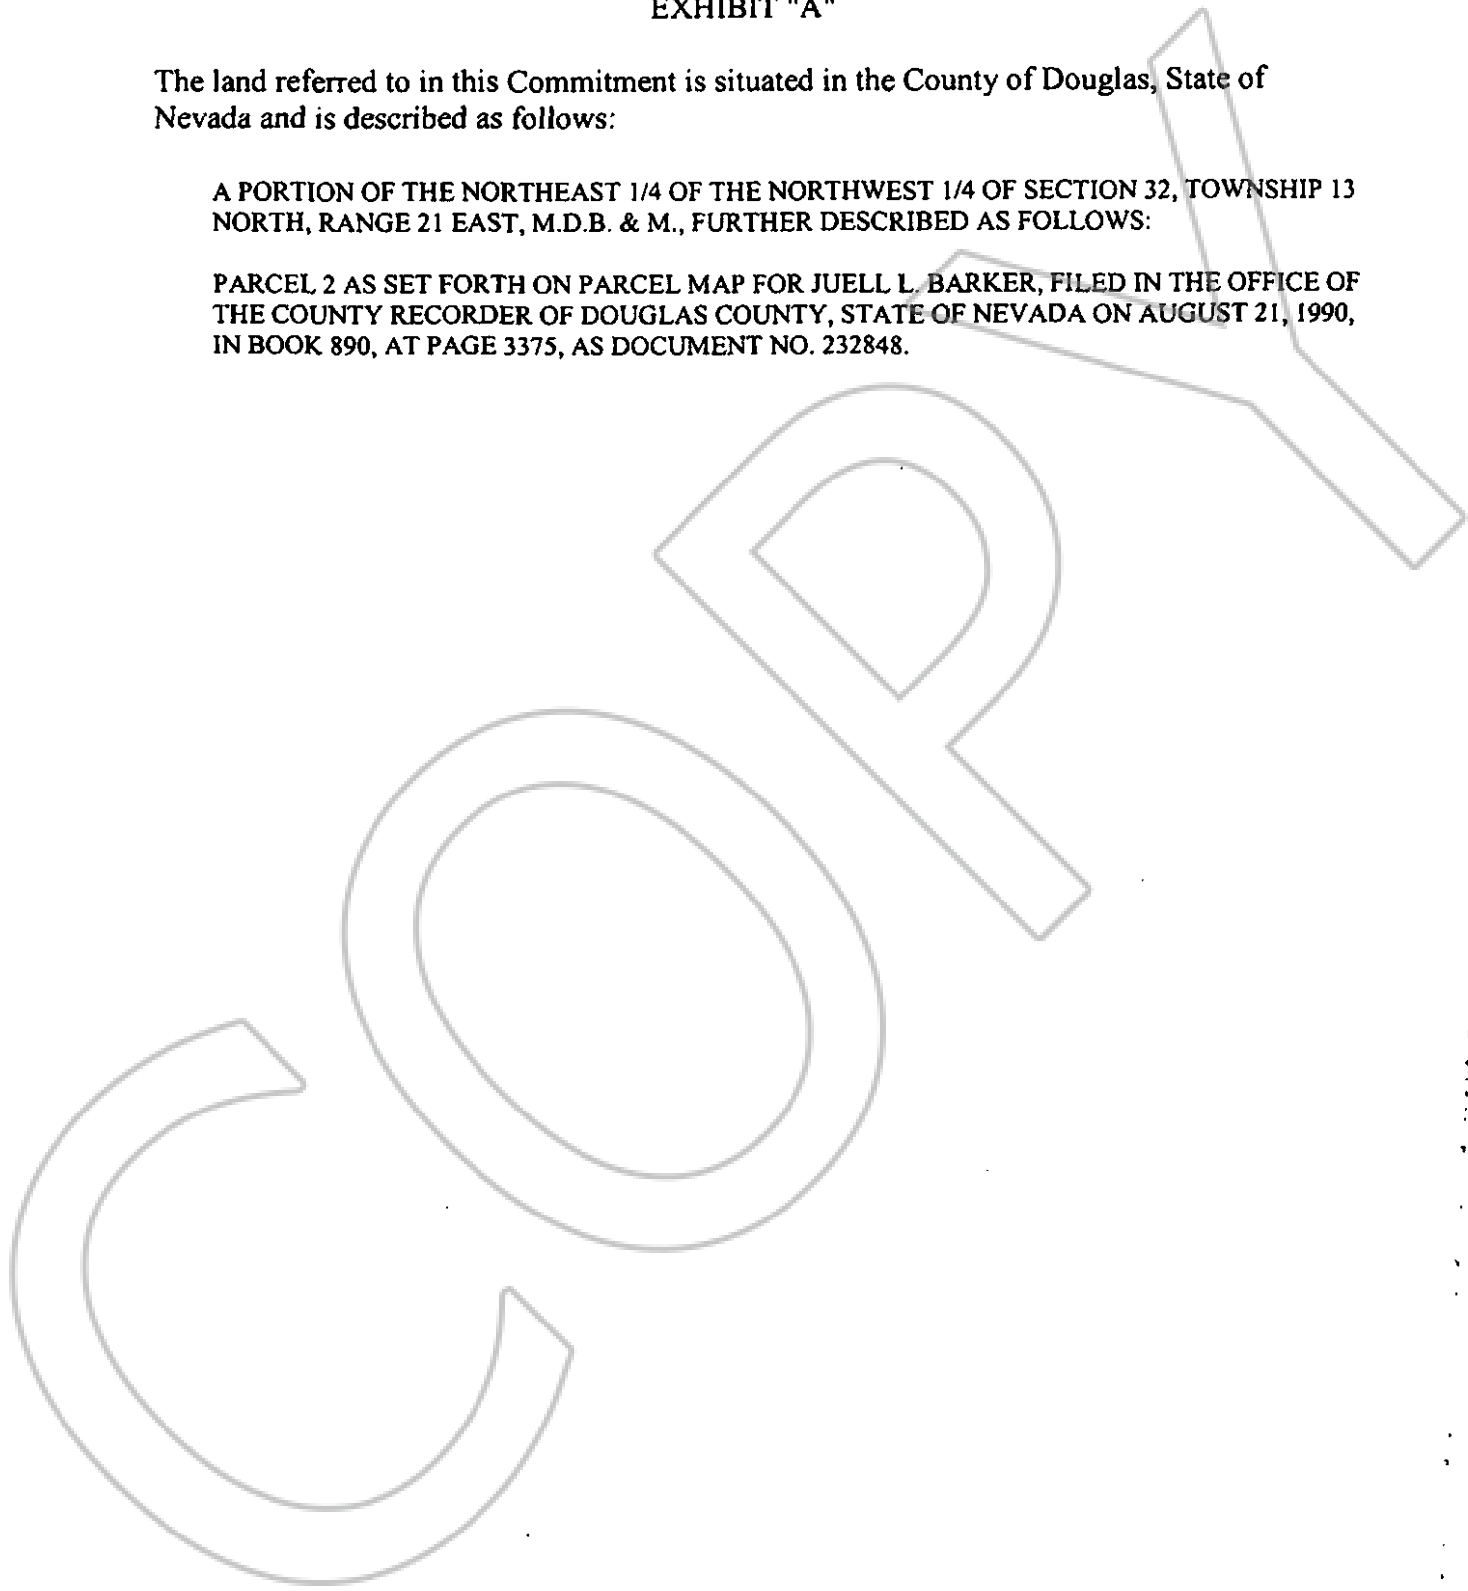 EXHIBIT "A"
The land referred to in this Commitment is situated in the County of Douglas, State of
Nevada and is described as follows:
A PORTION OF THE NORTHEAST 1/4 OF THE NORTHWEST 1/4 OF SECTION 32, TOWNSHIP 13
NORTH, RANGE 21 EAST, M.D.B. & M., FURTHER DESCRIBED AS FOLLOWS:
PARCEL 2 AS SET FORTH ON PARCEL MAP FOR JUELL L. BARKER, FILED IN THE OFFICE OF
THE COUNTY RECORDER OF DOUGLAS COUNTY, STATE OF NEVADA ON AUGUST 21, 1990,
IN BOOK 890, AT PAGE 3375, AS DOCUMENT NO. 232848.
COPY